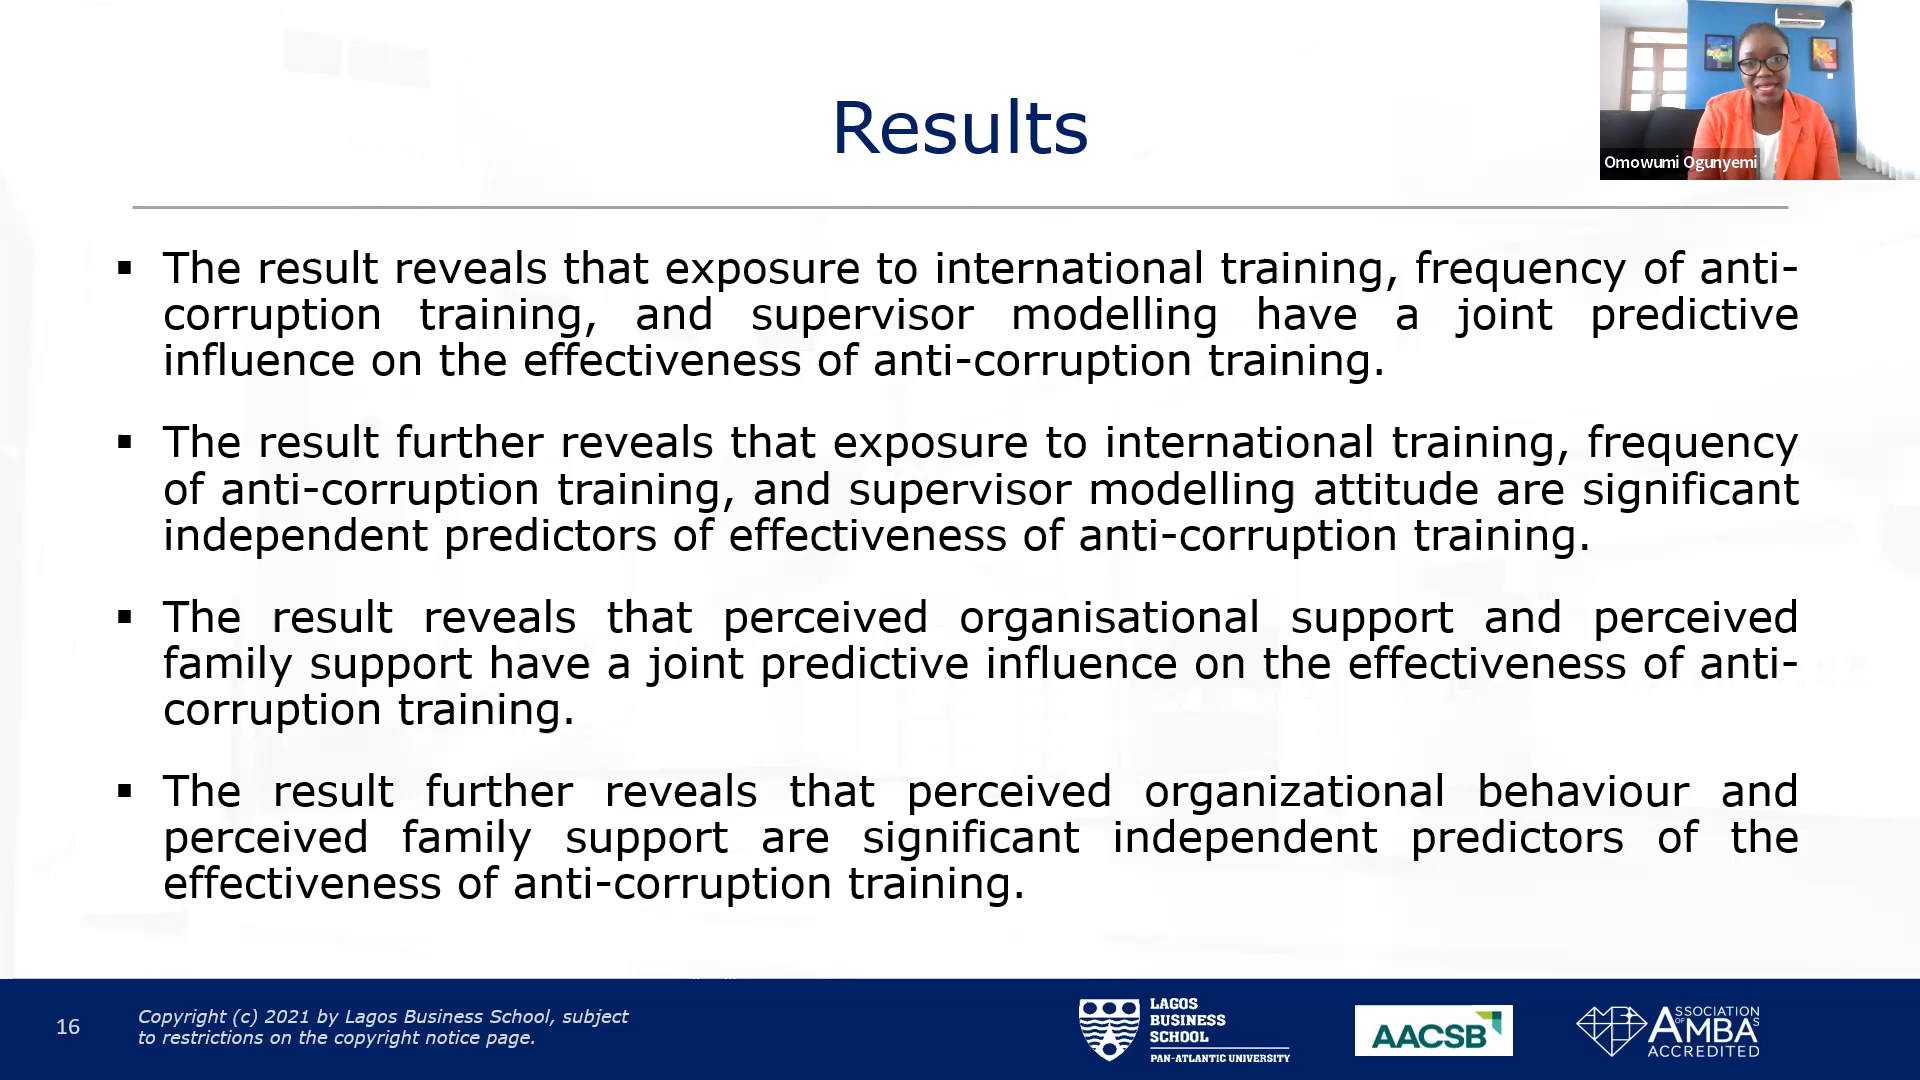 Results
Omowumi Ogunyemi
▪ The result reveals that exposure to international training, frequency of anti-
corruption training, and supervisor modelling have a joint predictive
influence on the effectiveness of anti-corruption training.
▪ The result further reveals that exposure to international training, frequency
of anti-corruption training, and supervisor modelling attitude are significant
independent predictors of effectiveness of anti-corruption training.
▪ The result reveals that perceived organisational support and perceived
family support have a joint predictive influence on the effectiveness of anti-
corruption training.
▪ The result further reveals that perceived organizational behaviour and
perceived family support are significant independent predictors of the
effectiveness of anti-corruption training.
16
Copyright (c) 2021 by Lagos Business School, subject
to restrictions on the copyright notice page.
LAGOS
BUSINESS
SCHOOL
PAN-ATLANTIC UNIVERSITY
AACSB
ASSOCIATION
OF AMBAs
ACCREDITED